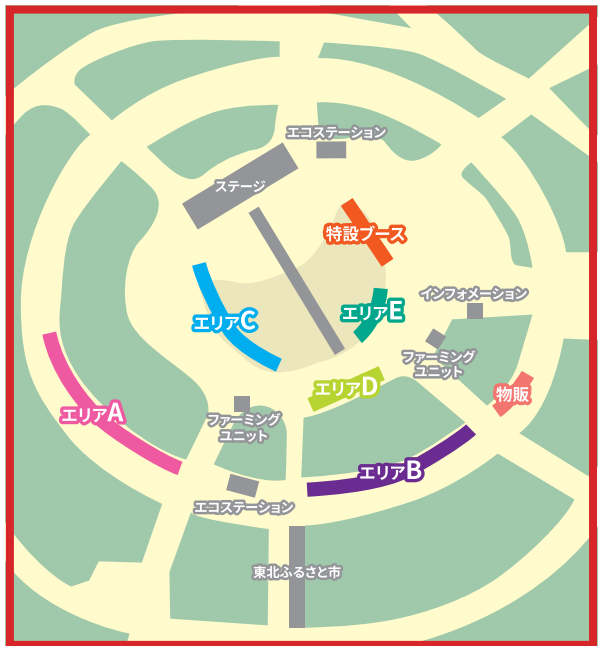 エコステーション
ステージ
特設ブース
インフォメーション
エリアE
エリアC
ファーミング
ユニット
エリアD
物販
エリアA
ファーミング
ユニット
エリアB
エコステーション
東北ふるさと市